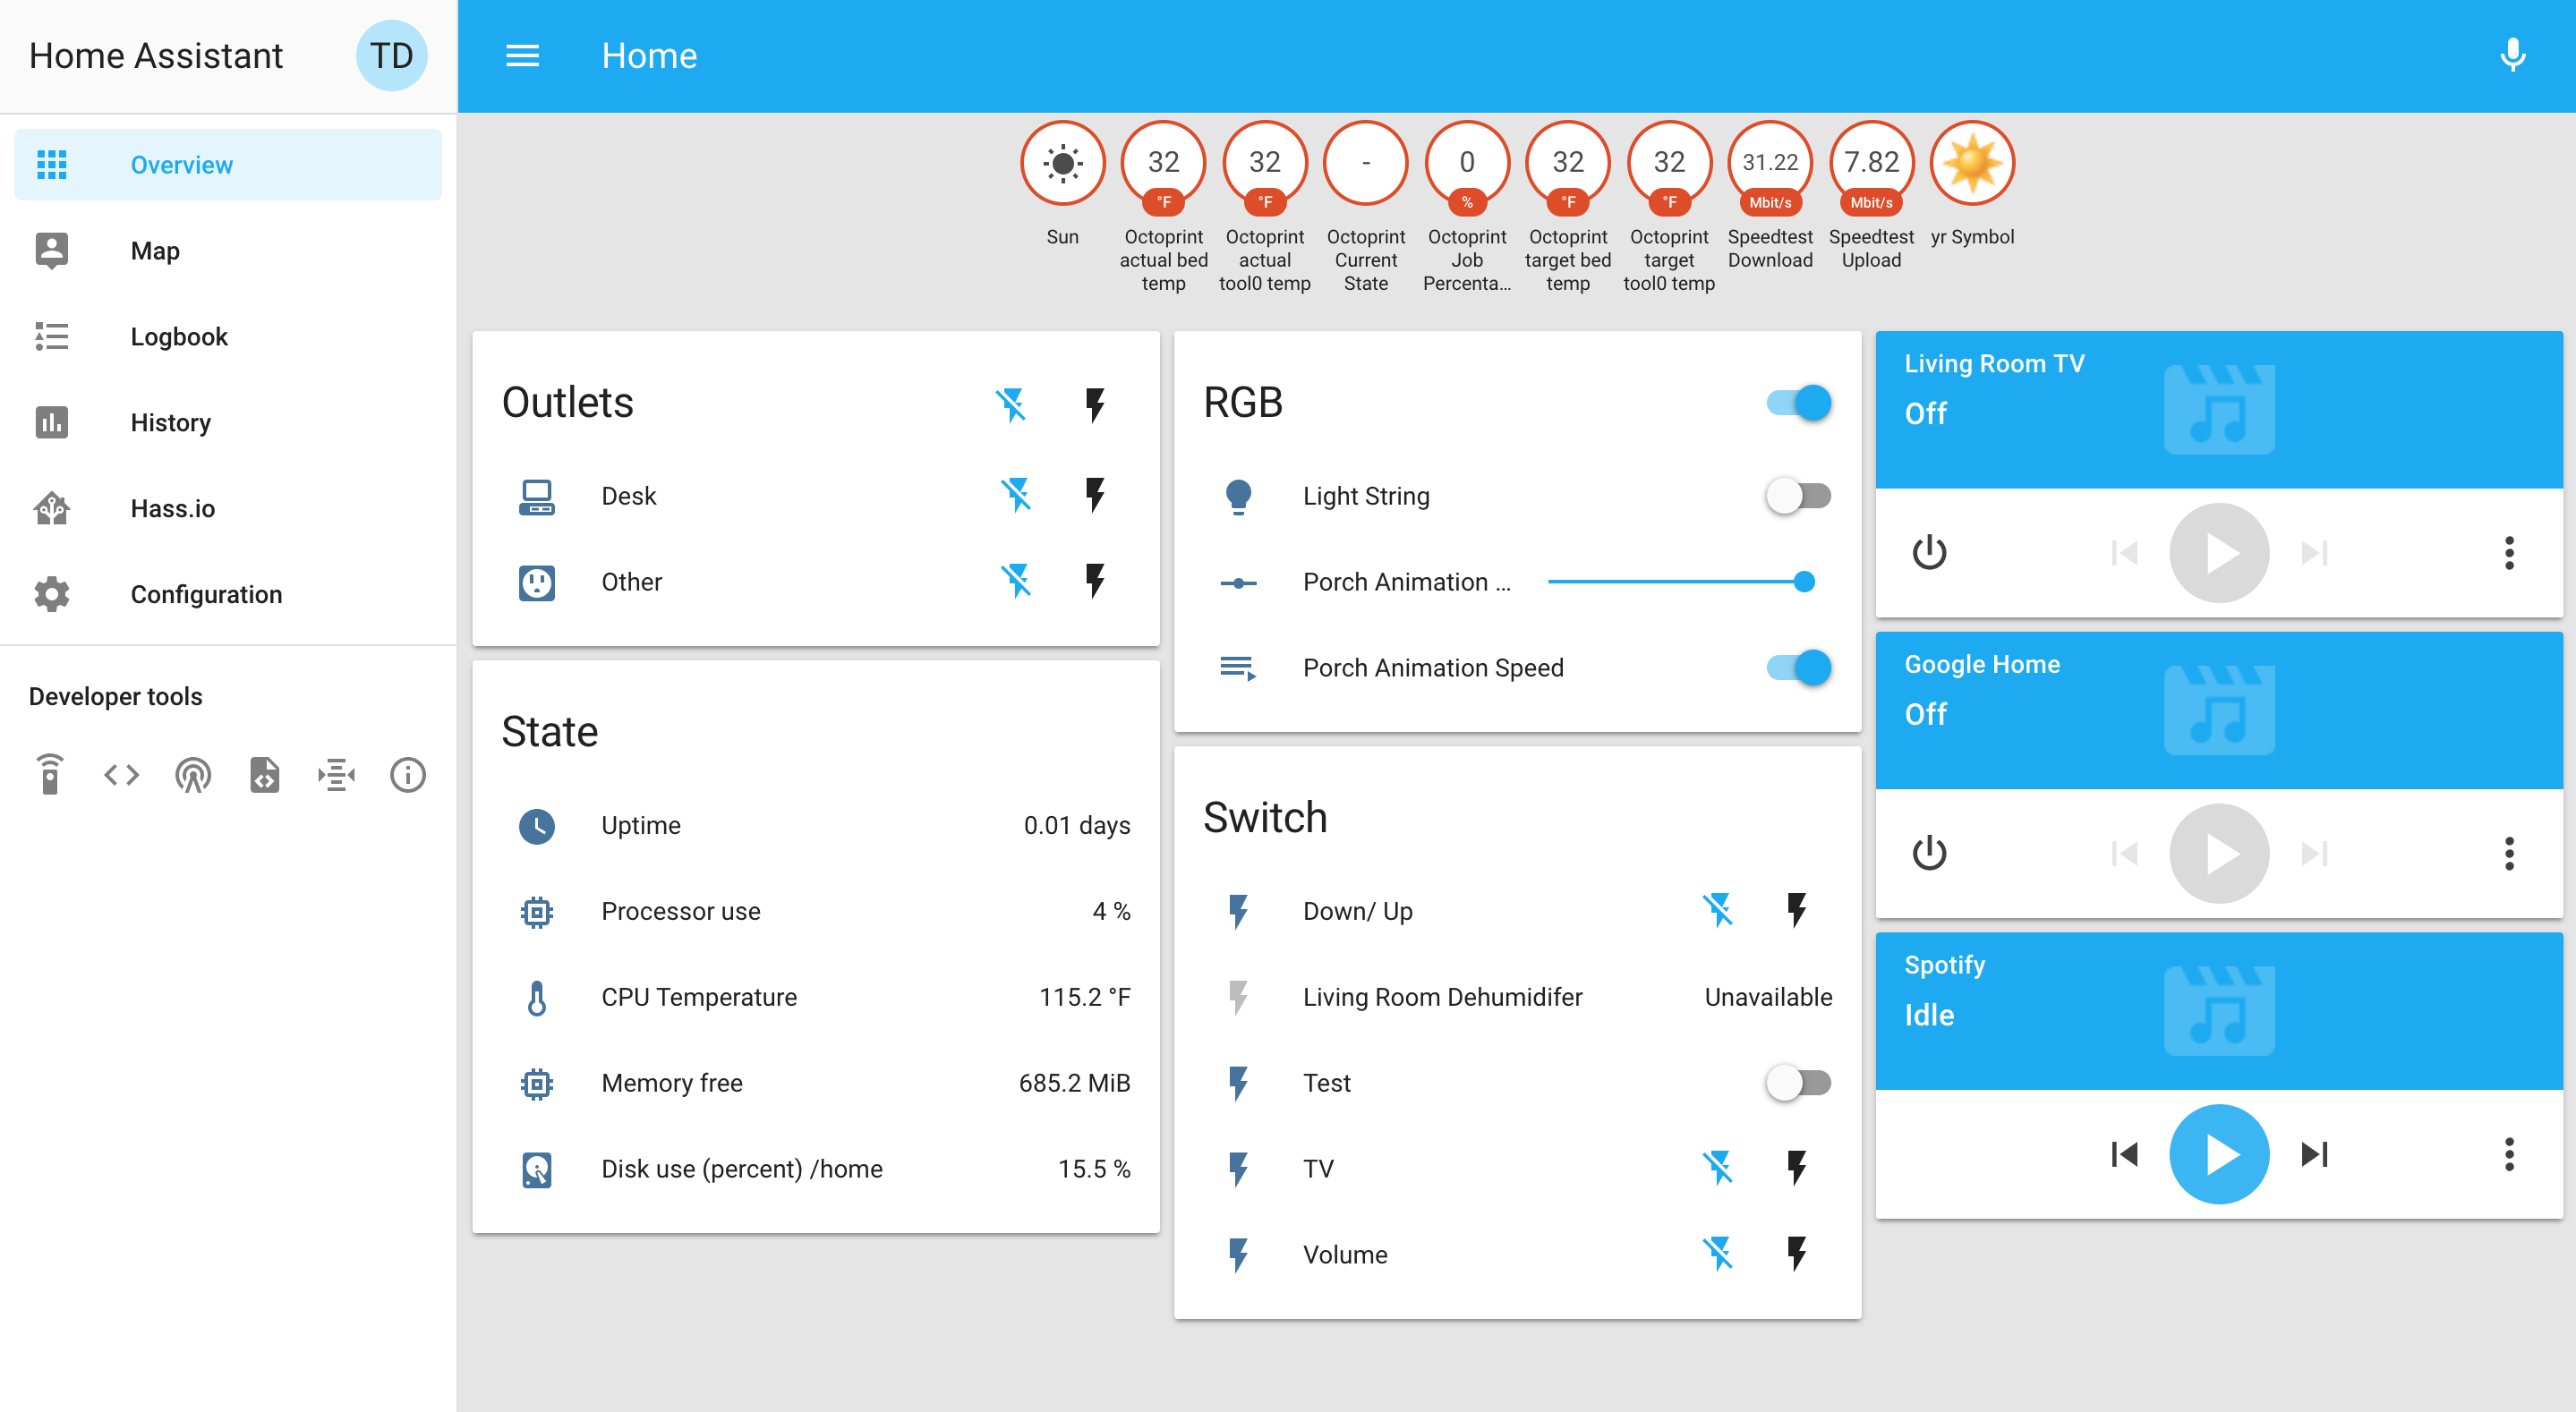 Home Assistant
TD
Overview
Map
Logbook
History
Hass.io
Configuration
Developer tools
Home
Sun
32
°F
Octoprint
actual bed
temp
32
°F
Octoprint
actual
tool0 temp
-
Octoprint
Current
State
0
%
Octoprint
Job
Percenta...
32
°F
Octoprint
target bed
temp
32
°F
Octoprint
target
tool0 temp
31.22
Mbit/s
Speedtest
Download
7.82
Mbit/s
Speedtest
Upload
yr Symbol
Outlets
Desk
Other
State
Uptime 0.01 days
Processor use 4 %
CPU Temperature 115.2 °F
Memory free 685.2 MiB
Disk use (percent) /home 15.5 %
RGB
Light String
Porch Animation ...
Porch Animation Speed
Switch
Down/ Up
Living Room Dehumidifer Unavailable
Test
TV
Volume
Living Room TV
Off
Google Home
Off
Spotify
Idle